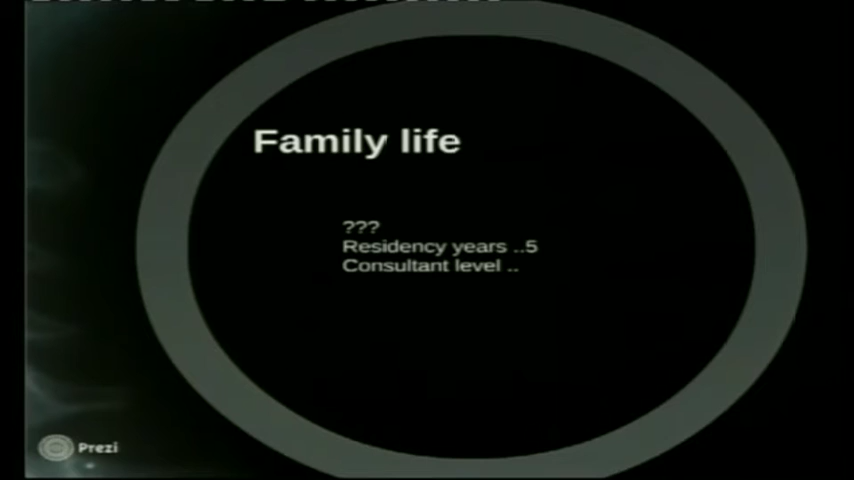 Family life
???
Residency years ..5
Consultant level ..
Prezi